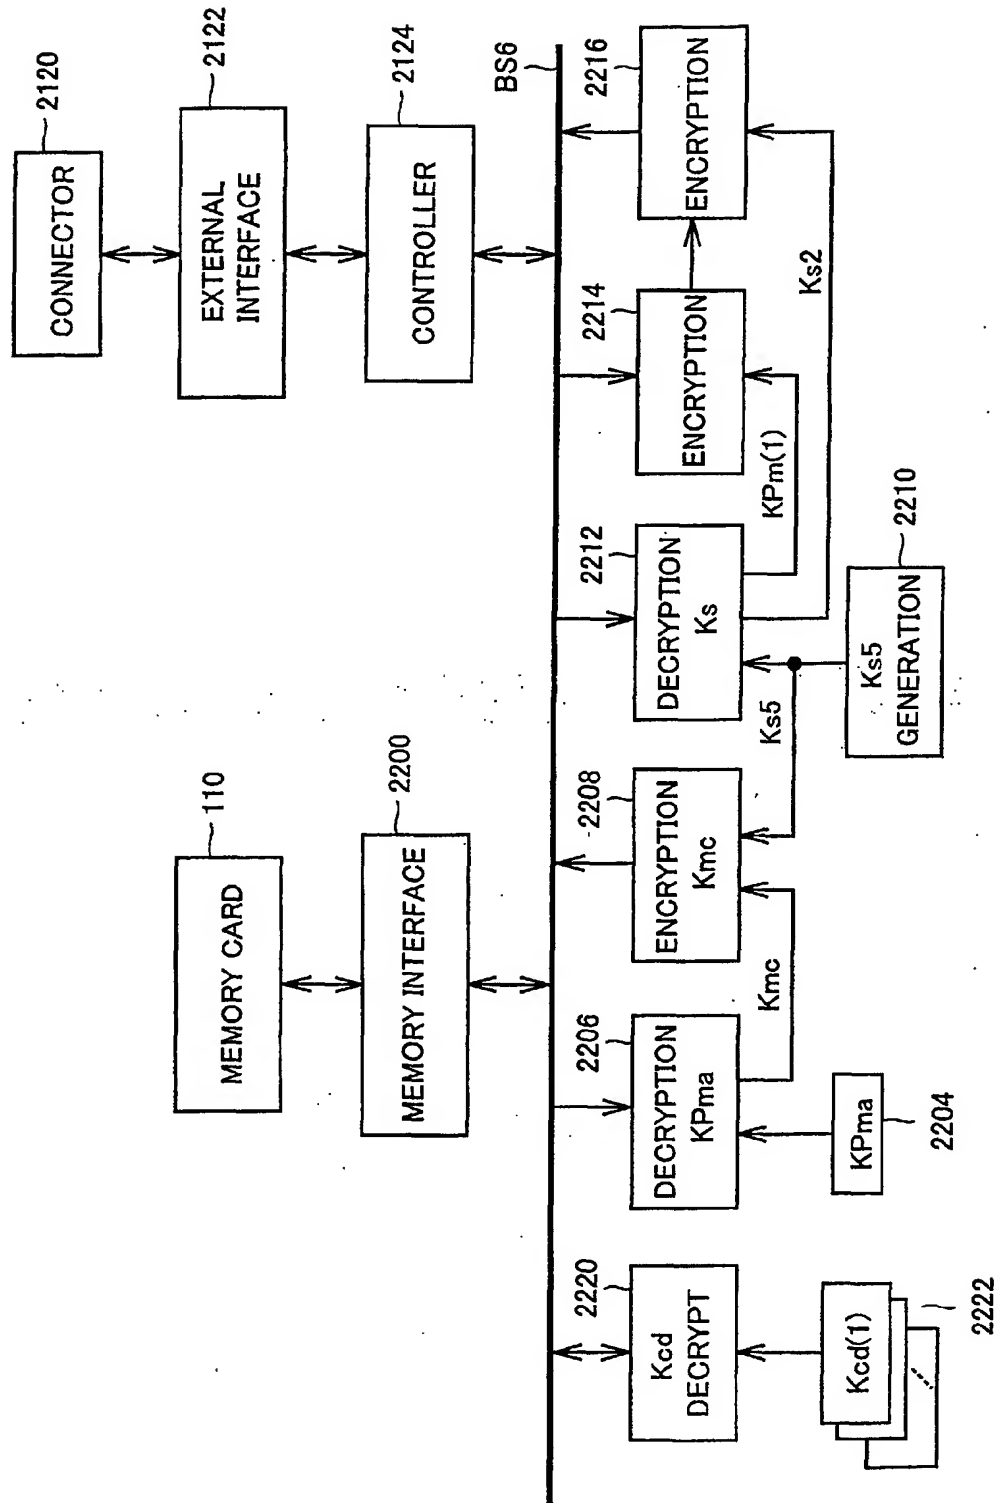 CONNECTOR
2120
EXTERNAL
INTERFACE
2122
CONTROLLER
2124
MEMORY CARD
110
MEMORY INTERFACE
2200
BS6
Kcd
DECRYPT
2220
Kcd(1)
2222
DECRYPTION
KPma
2206
KPma
2204
Kmc
ENCRYPTION
Kmc
2208
Ks5
DECRYPTION
Ks
2212
Ks5
GENERATION
2210
KPm(1)
ENCRYPTION
2214
Ks2
ENCRYPTION
2216